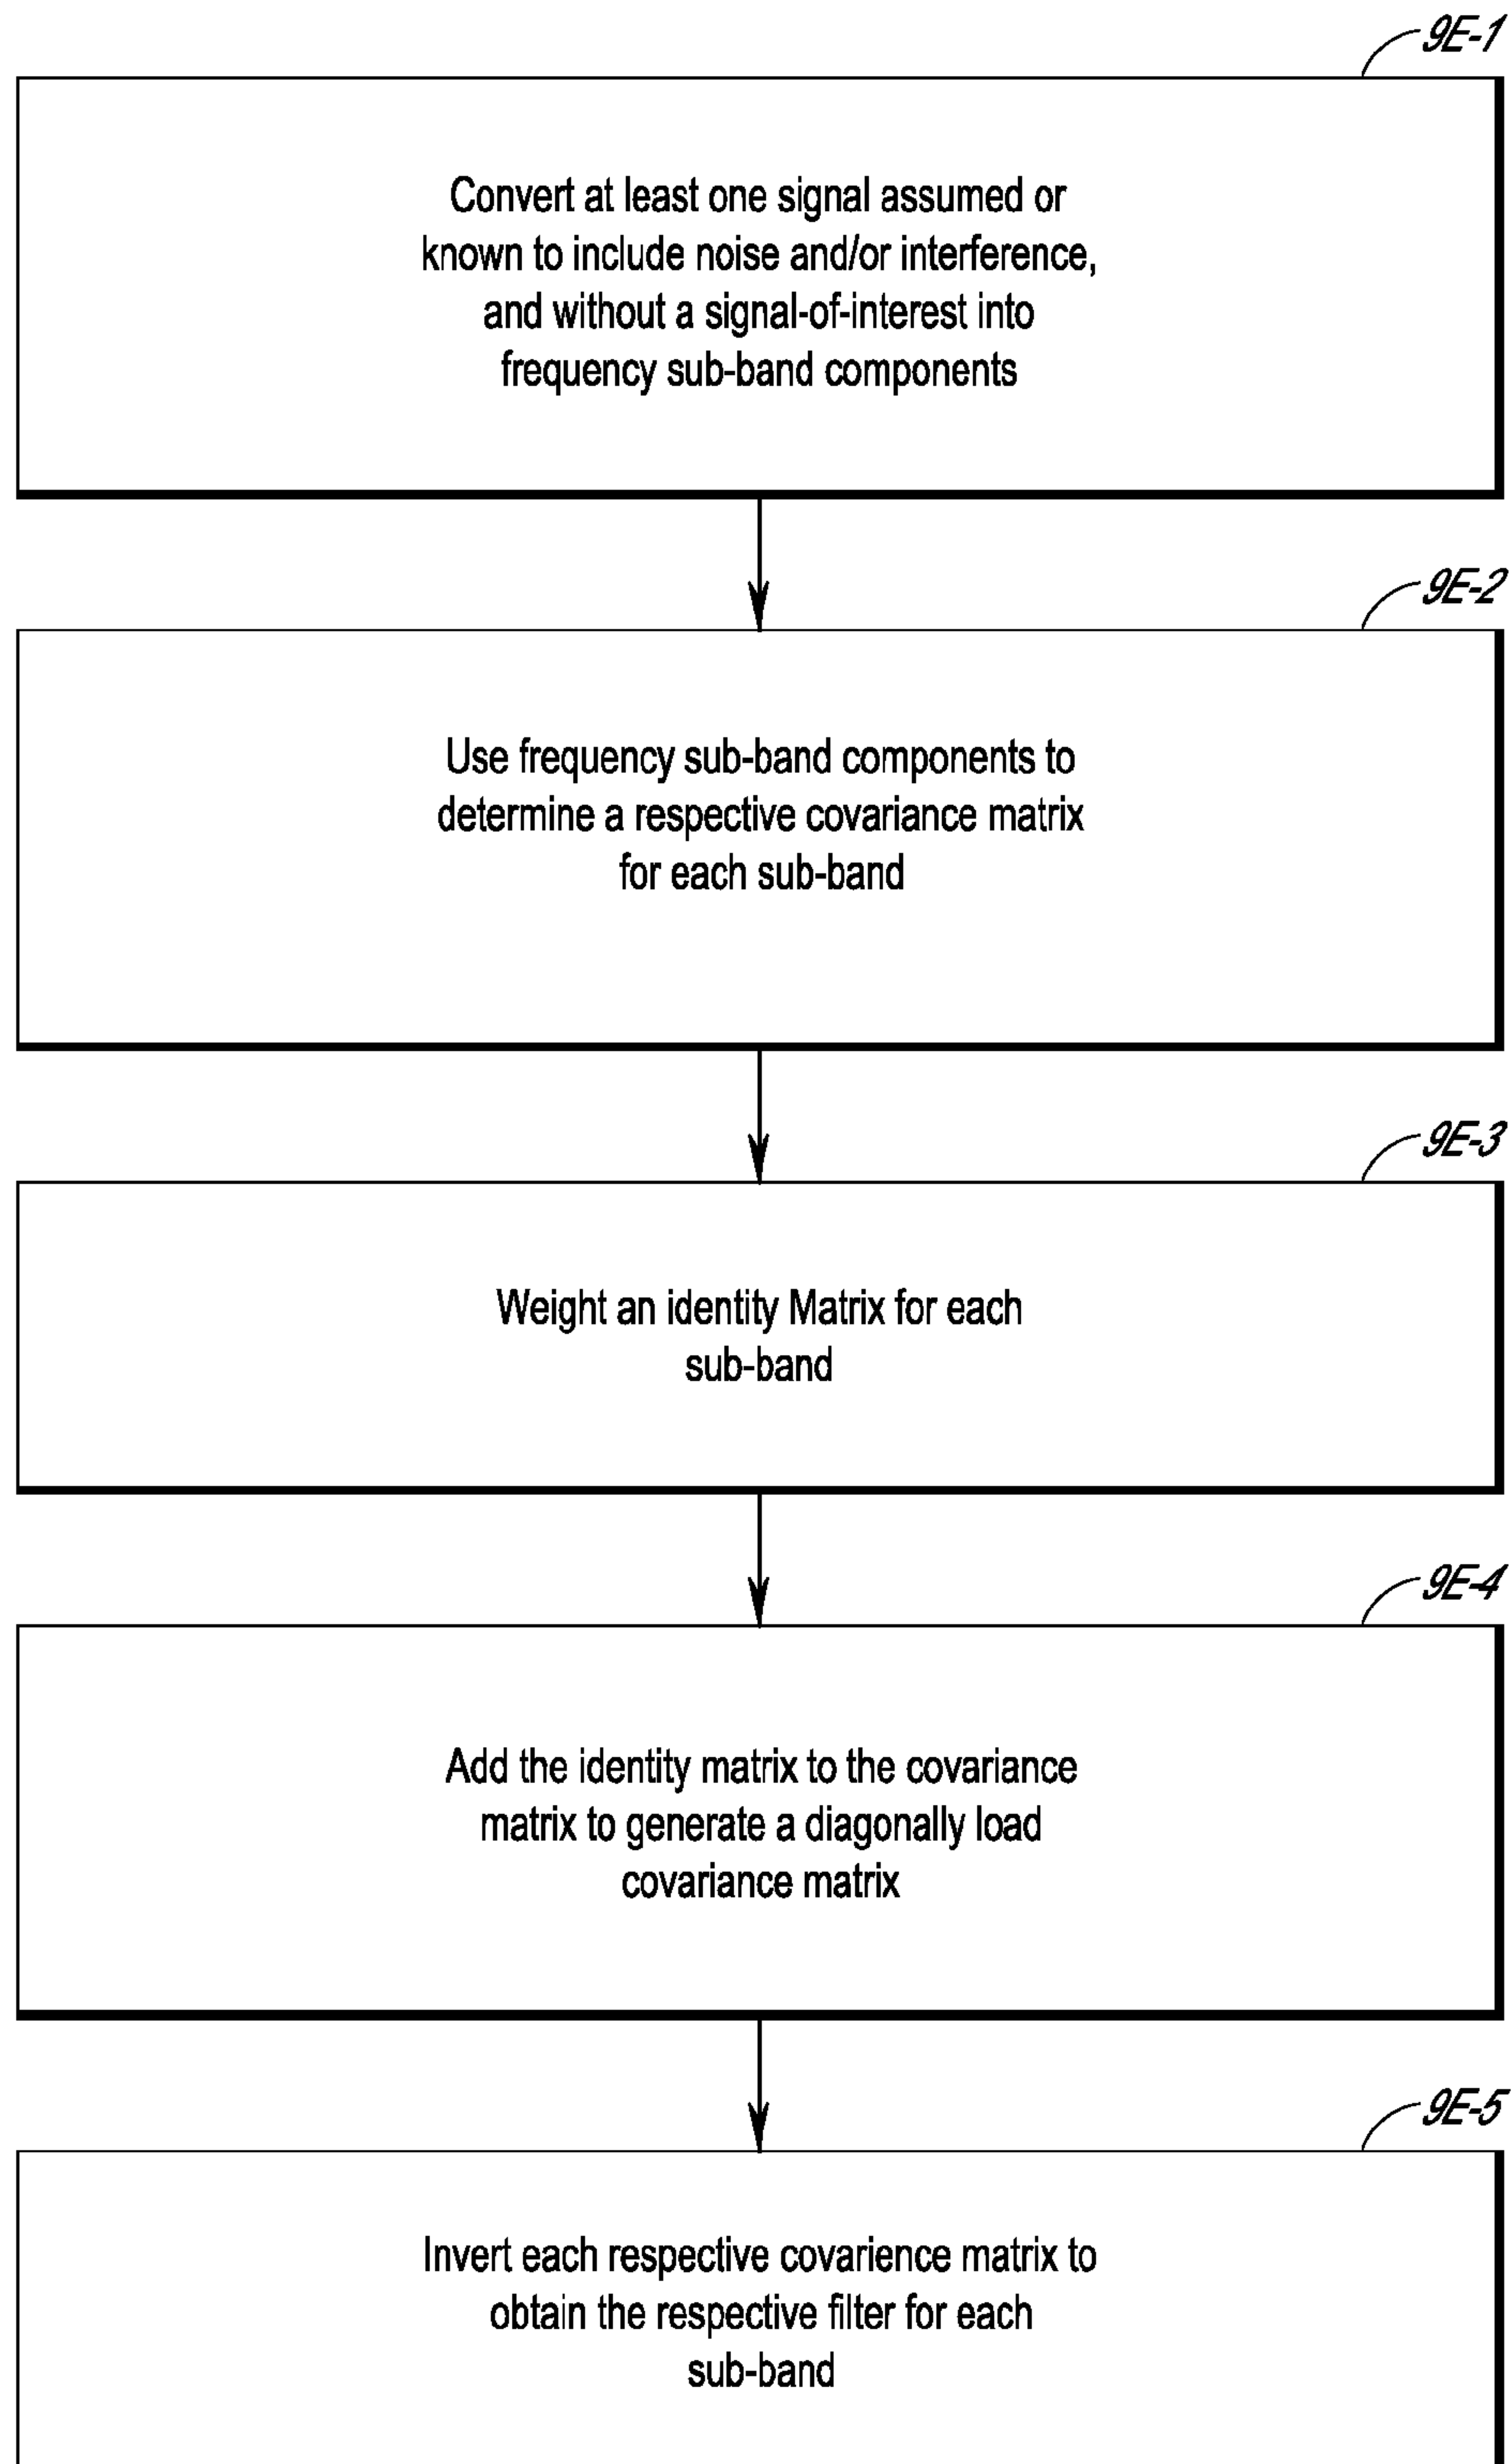 9E-1
Convert at least one signal assumed or
known to include noise and/or interference,
and without a signal-of-interest into
frequency sub-band components
9E-2
Use frequency sub-band components to
determine a respective covariance matrix
for each sub-band
9E-3
Weight an identity Matrix for each
sub-band
9E-4
Add the identity matrix to the covariance
matrix to generate a diagonally load
covariance matrix
9E-5
Invert each respective covarience matrix to
obtain the respective filter for each
sub-band